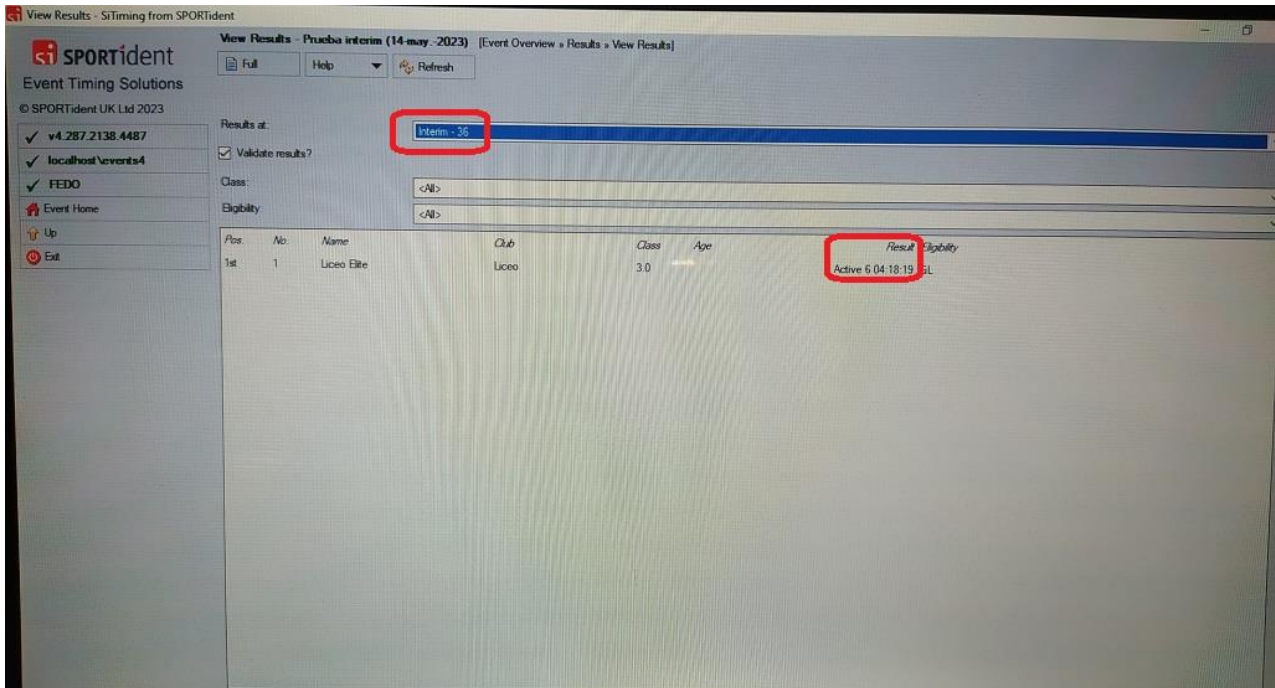 View Results - SiTiming from SPORTident
si SPORTident
Event Timing Solutions
© SPORTident UK Ltd 2023
v4.287.2138.4487
localhost\events4
FEDO
Event Home
Up
Exit
View Results - Prueba interim (14-may.-2023) [Event Overview » Results » View Results]
Full Help Refresh
Results at: Interim - 36
Validate results?
Class: <All>
Eligibility: <All>
Pos. No. Name Club Class Age Result Eligibility
1st 1 Liceo Elite Liceo 3.0 Active 6 04:18:19 GL